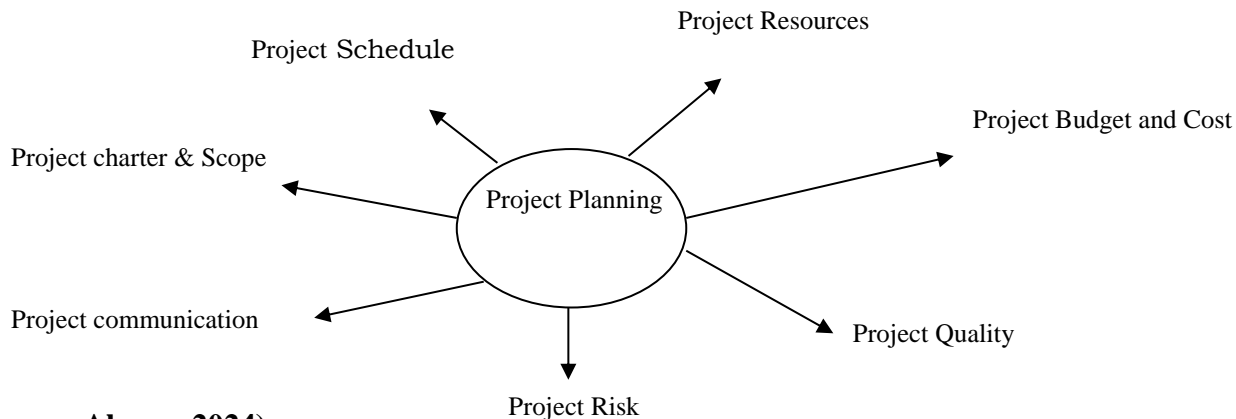 Project Resources
Project Schedule
Project Budget and Cost
Project charter & Scope
Project Planning
Project communication
Project Quality
Project Risk
2024)